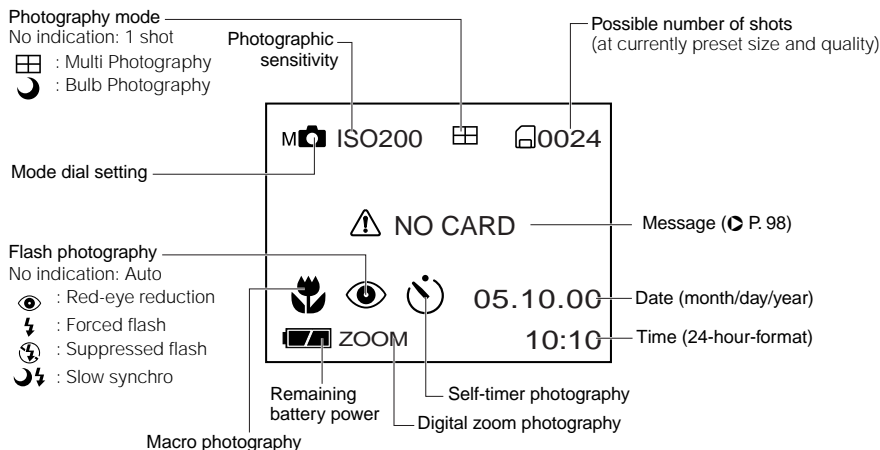 Photography mode
No indication: 1 shot
: Multi Photography
: Bulb Photography
Photographic
sensitivity
Possible number of shots
(at currently preset size and quality)
M ISO200 0024
Mode dial setting
NO CARD
Message ( P. 98)
Flash photography
No indication: Auto
: Red-eye reduction
: Forced flash
: Suppressed flash
: Slow synchro
05.10.00
Date (month/day/year)
ZOOM 10:10
Time (24-hour-format)
Remaining
battery power
Self-timer photography
Digital zoom photography
Macro photography